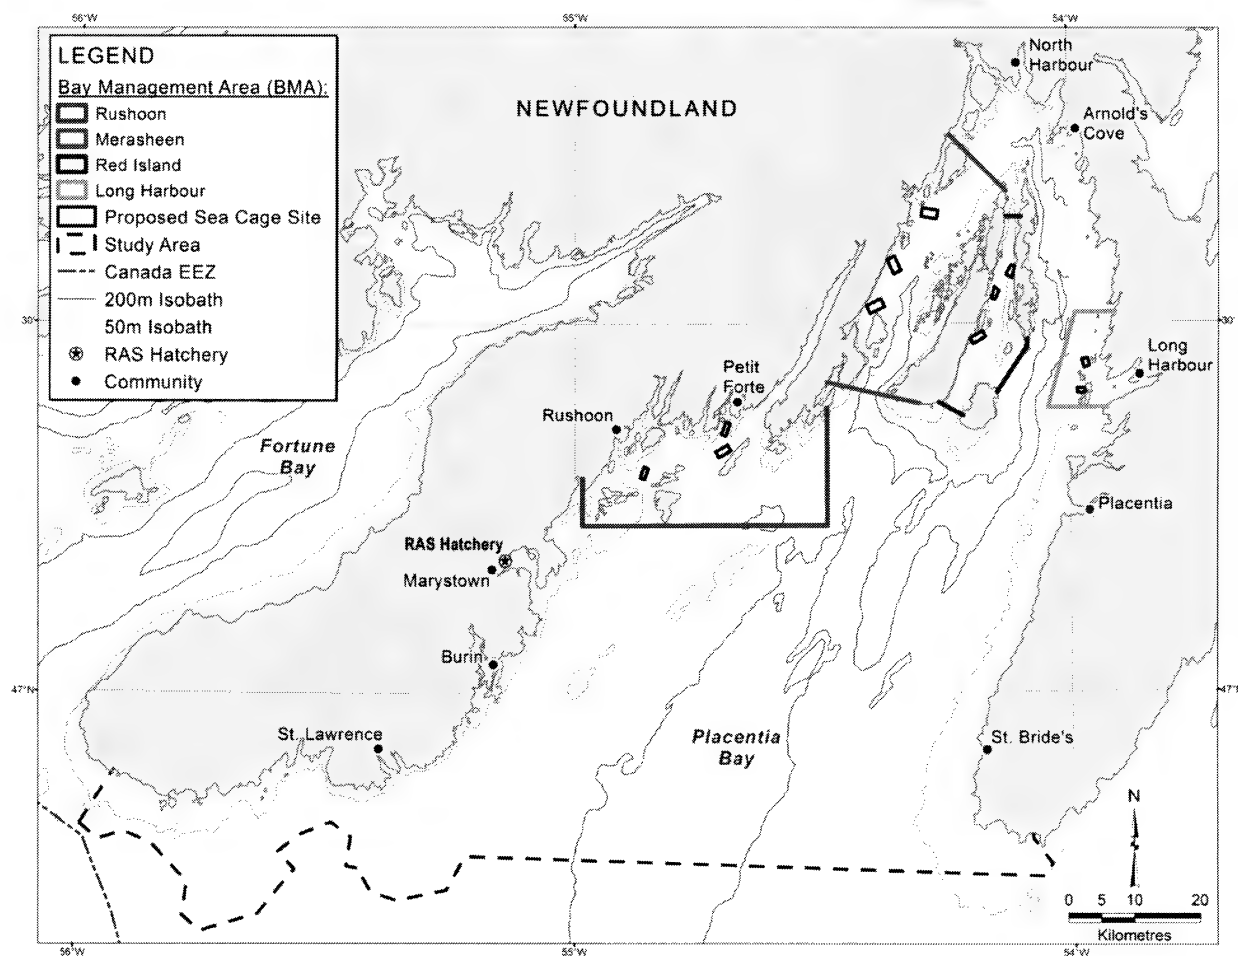 56°W
55°W
54°W
LEGEND
Bay Management Area (BMA):
Rushoon
Merasheen
Red Island
Long Harbour
Proposed Sea Cage Site
Study Area
Canada EEZ
200m Isobath
50m Isobath
RAS Hatchery
Community
NEWFOUNDLAND
North
Harbour
Arnold's
Cove
30'
30'
Long
Harbour
Petit
Forte
Rushoon
Fortune
Bay
Placentia
RAS Hatchery
Marystown
Burin
47°N
47°
St. Lawrence
Placentia
Bay
St. Bride's
N
0 5 10 20
Kilometres
56°W
55°W
54°W